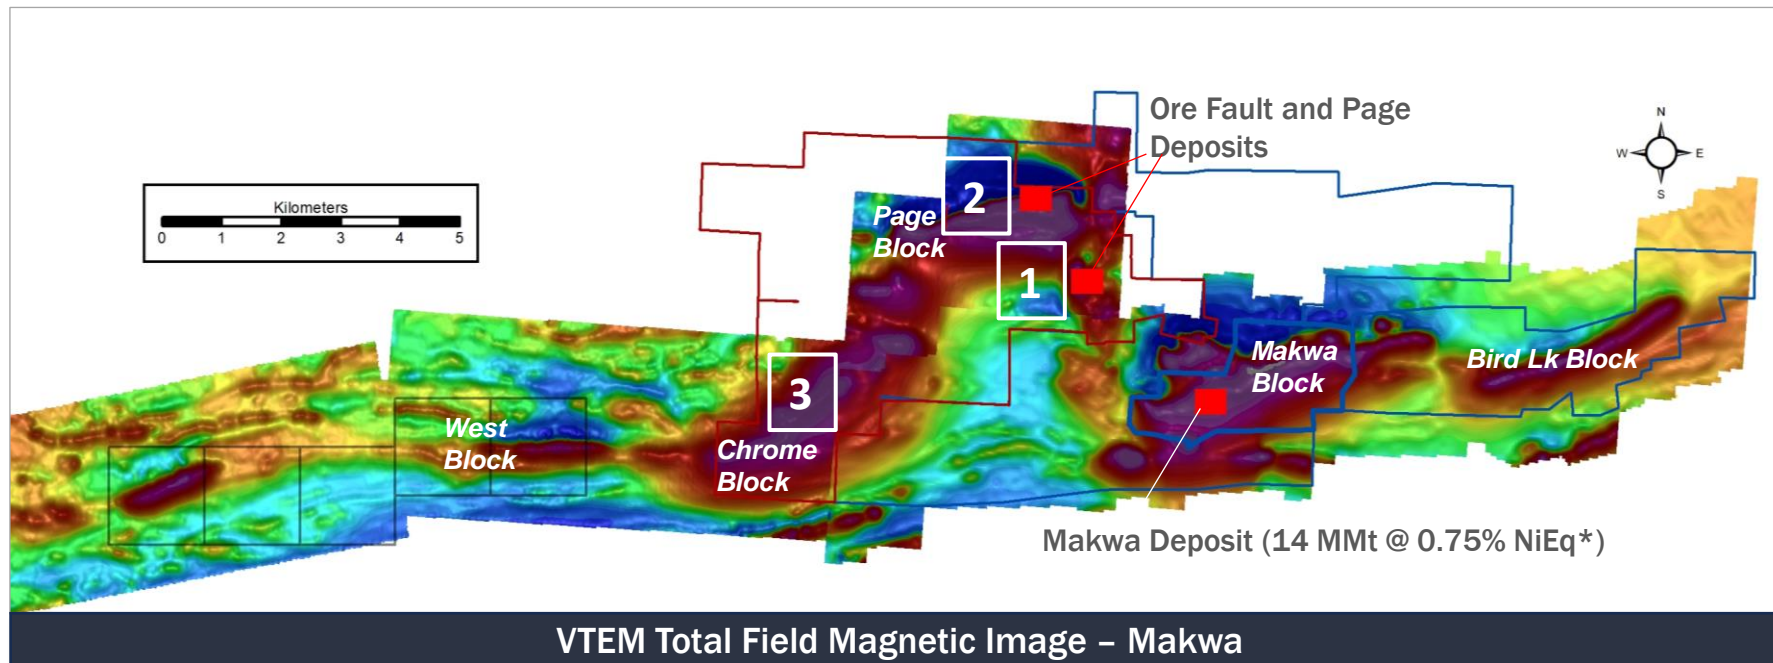 Ore Fault and Page
Deposits
N
W E
S
Kilometers
0 1 2 3 4 5
2
Page
Block
1
Makwa
Block
Bird Lk Block
3
West
Block
Chrome
Block
Makwa Deposit (14 MMt @ 0.75% NiEq*)
VTEM Total Field Magnetic Image – Makwa